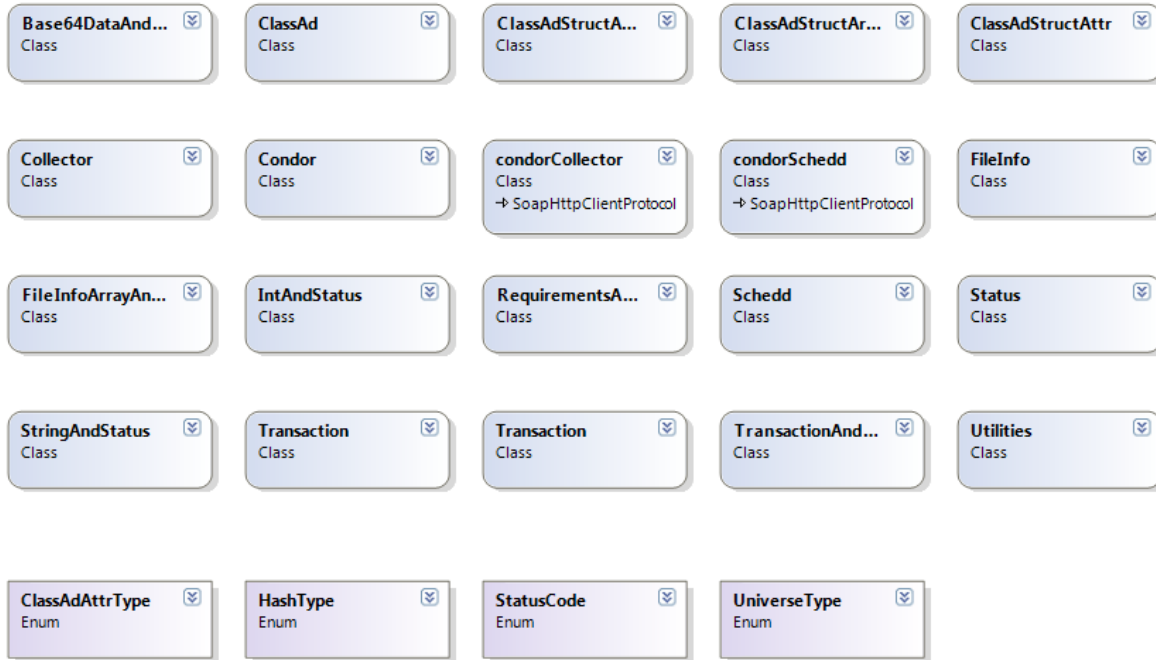 Base64DataAnd...
Class
ClassAd
Class
ClassAdStructA...
Class
ClassAdStructAr...
Class
ClassAdStructAttr
Class
Collector
Class
Condor
Class
condorCollector
Class
SoapHttpClientProtocol
condorSchedd
Class
SoapHttpClientProtocol
FileInfo
Class
FileInfoArrayAn...
Class
IntAndStatus
Class
RequirementsA...
Class
Schedd
Class
Status
Class
StringAndStatus
Class
Transaction
Class
Transaction
Class
TransactionAnd...
Class
Utilities
Class
ClassAdAttrType
Enum
HashType
Enum
StatusCode
Enum
UniverseType
Enum